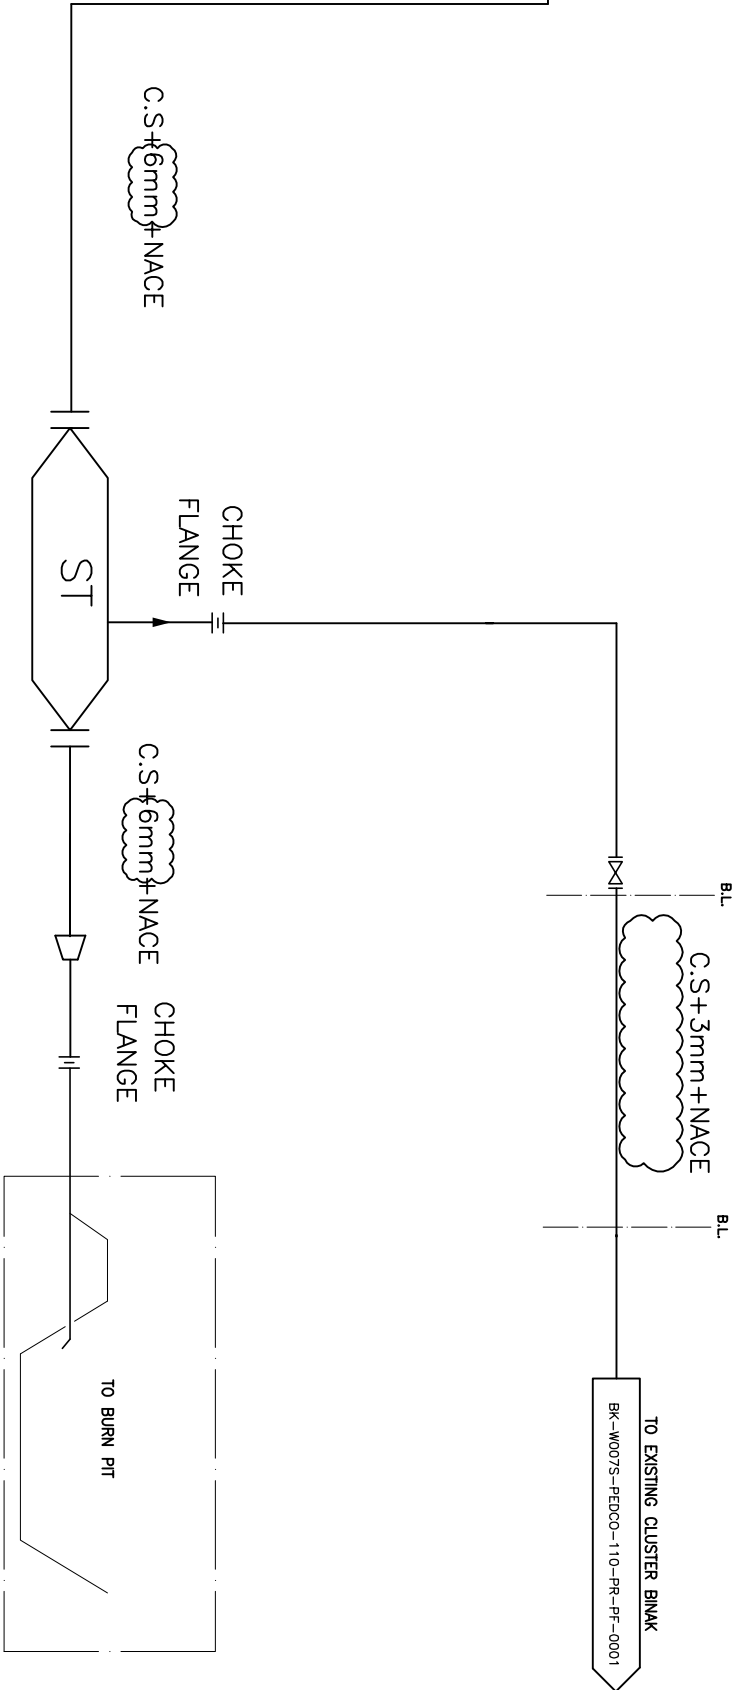 C.S+6mm+NACE
CHOKE
FLANGE
ST
C.S+6mm+NACE
CHOKE
FLANGE
B.L.
C.S+3mm+NACE
B.L.
TO EXISTING CLUSTER BINAK
BK-W007S-PEDCO-110-PR-PF-0001
TO BURN PIT